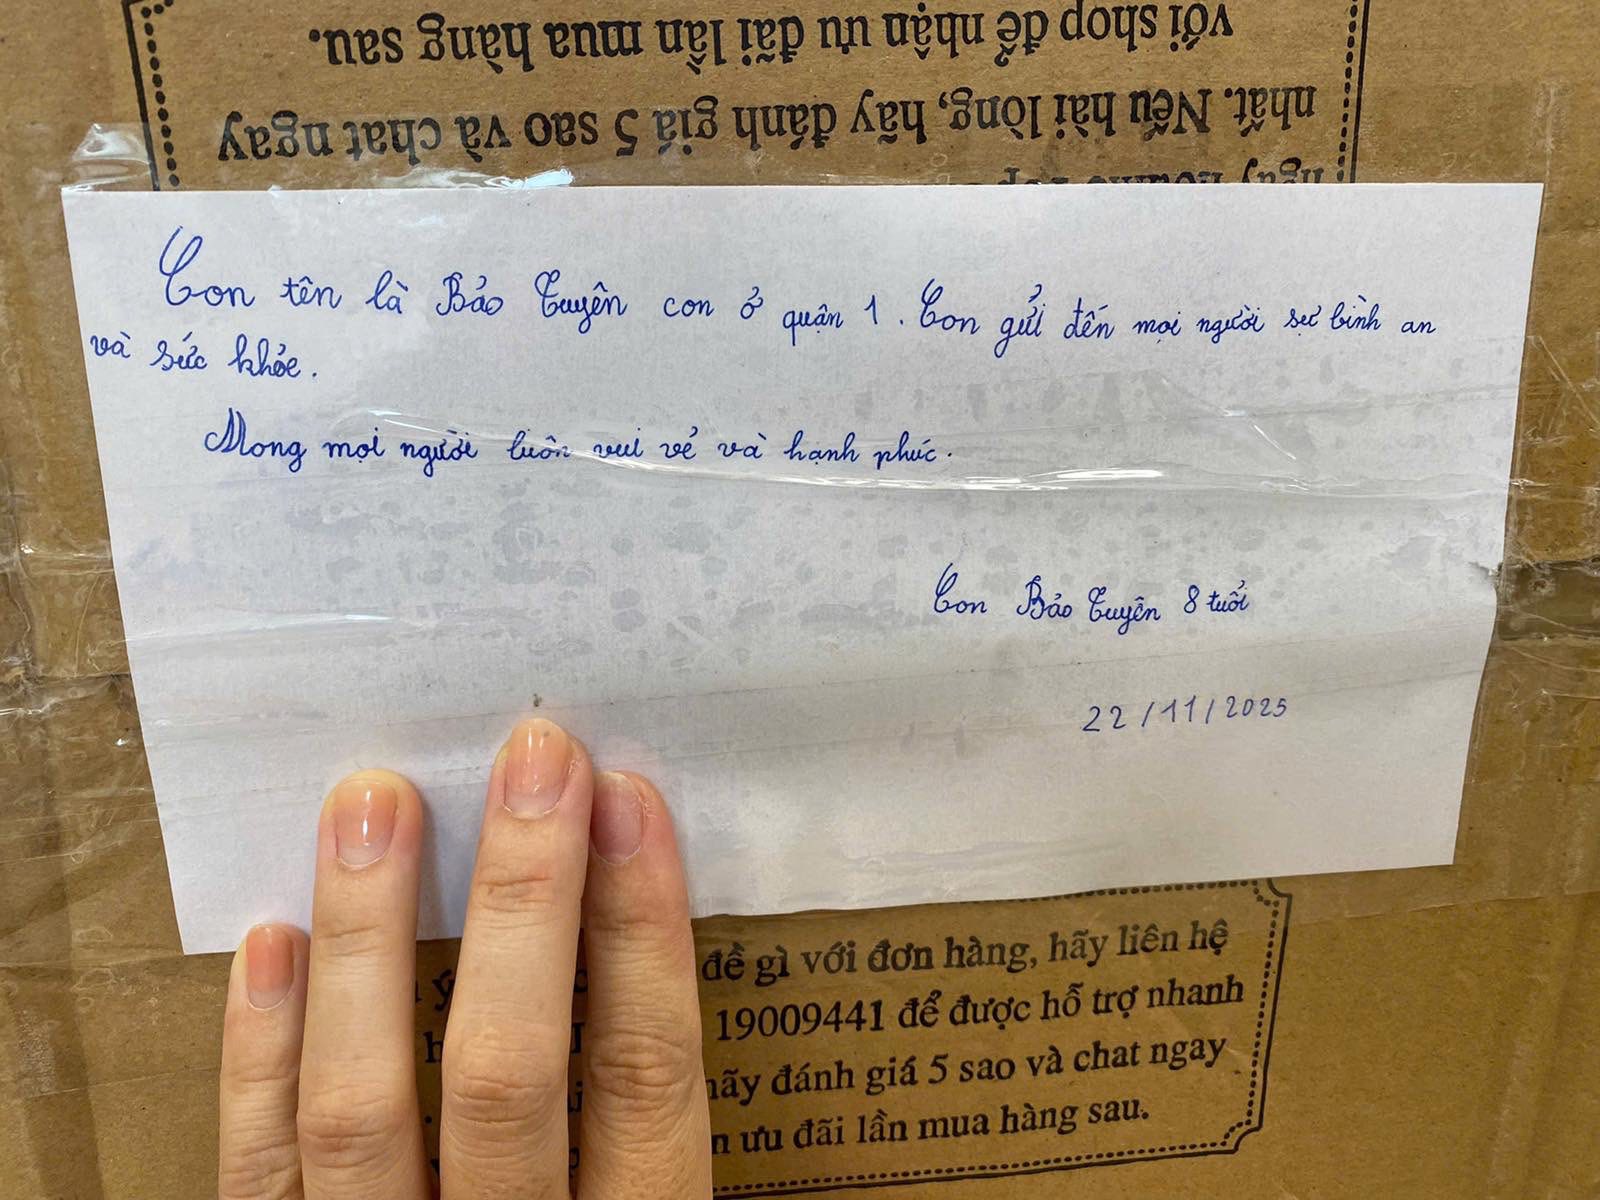 ngay
nhất. Nếu hài lòng, hãy đánh giá 5 sao và chat ngay
với shop để nhận ưu đãi lần mua hàng sau.
Con tên là Bảo Tuyên con ở quận 1. Con gửi đến mọi người sự bình an
và sức khỏe.
Mong mọi người luôn vui vẻ và hạnh phúc.
Con Bảo Tuyên 8 tuổi
22/11/2025
đề gì với đơn hàng, hãy liên hệ
19009441 để được hỗ trợ nhanh
hãy đánh giá 5 sao và chat ngay
ưu đãi lần mua hàng sau.